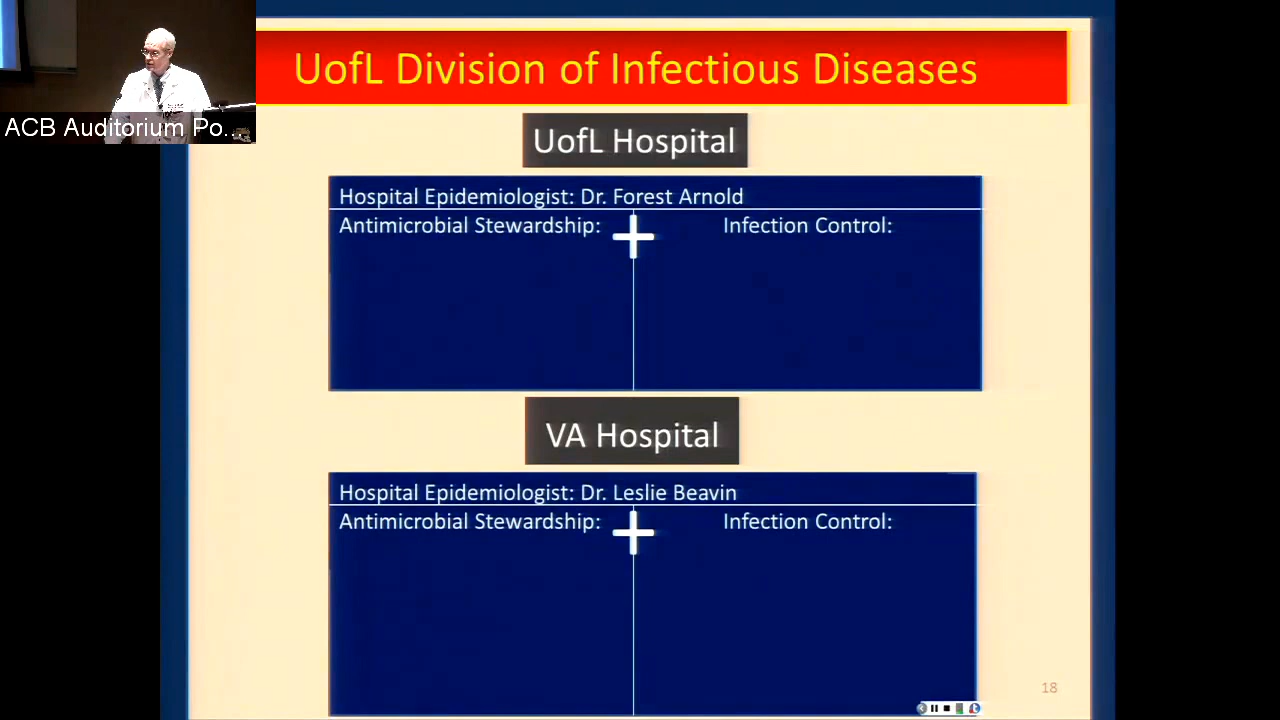 UofL Division of Infectious Diseases
ACB Auditorium Po...
UofL Hospital
Hospital Epidemiologist: Dr. Forest Arnold
Antimicrobial Stewardship: + Infection Control:
VA Hospital
Hospital Epidemiologist: Dr. Leslie Beavin
Antimicrobial Stewardship: + Infection Control:
18